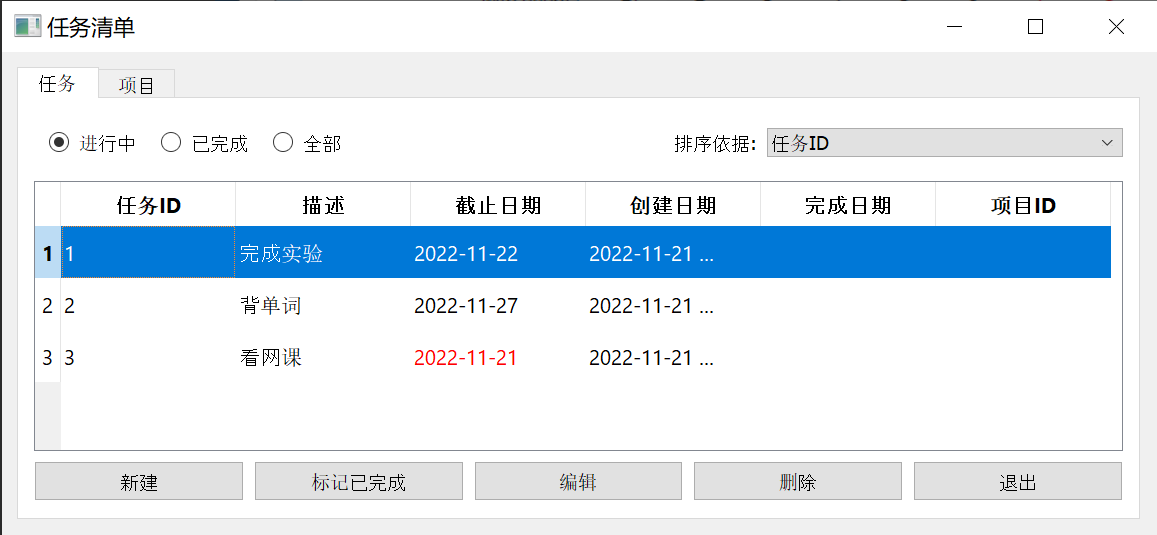 任务清单
任务 项目
进行中 已完成 全部 排序依据: 任务ID
任务ID 描述 截止日期 创建日期 完成日期 项目ID
1 1 完成实验 2022-11-22 2022-11-21 ...
2 2 背单词 2022-11-27 2022-11-21 ...
3 3 看网课 2022-11-21 2022-11-21 ...
新建 标记已完成 编辑 删除 退出